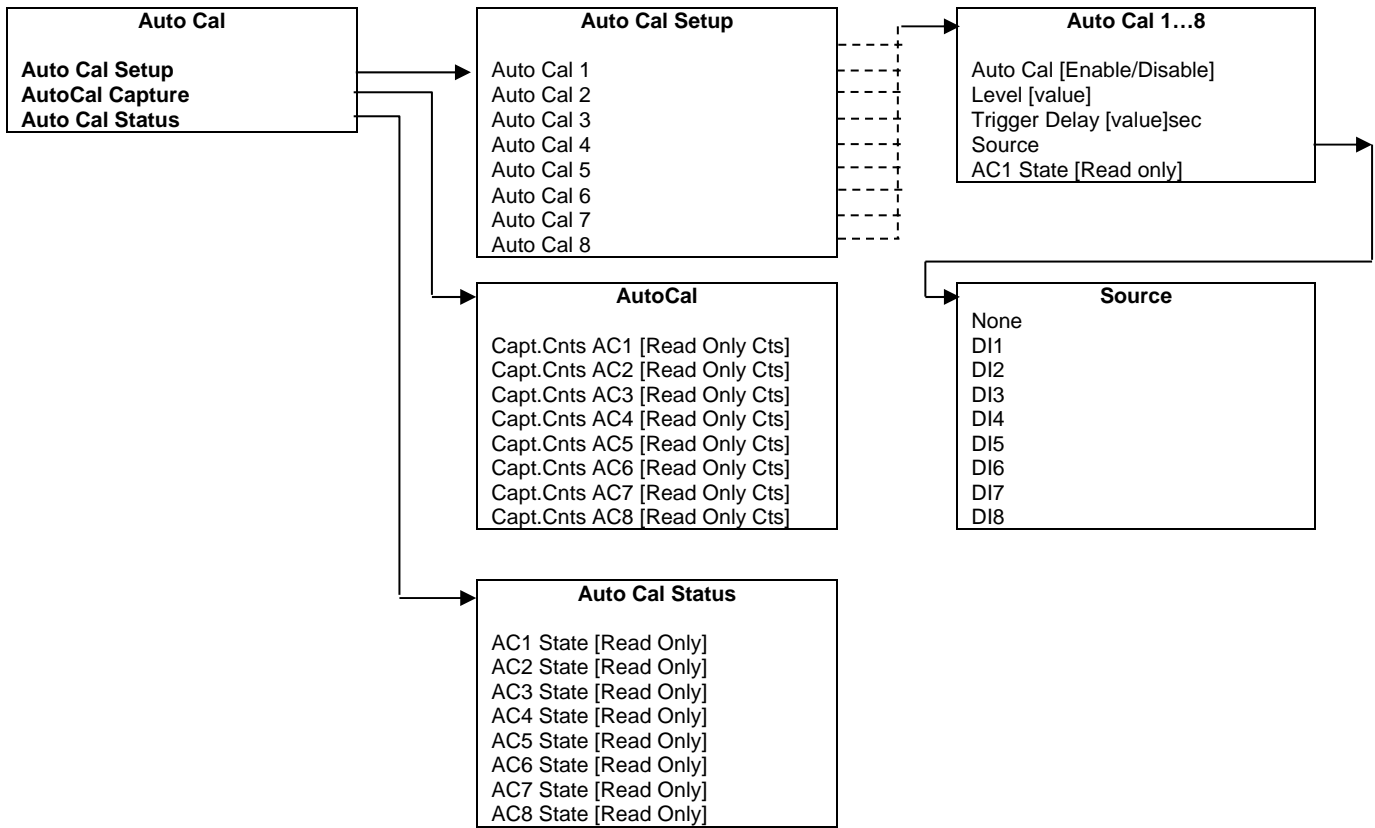 Auto Cal
Auto Cal Setup
AutoCal Capture
Auto Cal Status
Auto Cal Setup
Auto Cal 1
Auto Cal 2
Auto Cal 3
Auto Cal 4
Auto Cal 5
Auto Cal 6
Auto Cal 7
Auto Cal 8
Auto Cal 1…8
Auto Cal [Enable/Disable]
Level [value]
Trigger Delay [value]sec
Source
AC1 State [Read only]
AutoCal
Capt.Cnts AC1 [Read Only Cts]
Capt.Cnts AC2 [Read Only Cts]
Capt.Cnts AC3 [Read Only Cts]
Capt.Cnts AC4 [Read Only Cts]
Capt.Cnts AC5 [Read Only Cts]
Capt.Cnts AC6 [Read Only Cts]
Capt.Cnts AC7 [Read Only Cts]
Capt.Cnts AC8 [Read Only Cts]
Source
None
DI1
DI2
DI3
DI4
DI5
DI6
DI7
DI8
Auto Cal Status
AC1 State [Read Only]
AC2 State [Read Only]
AC3 State [Read Only]
AC4 State [Read Only]
AC5 State [Read Only]
AC6 State [Read Only]
AC7 State [Read Only]
AC8 State [Read Only]